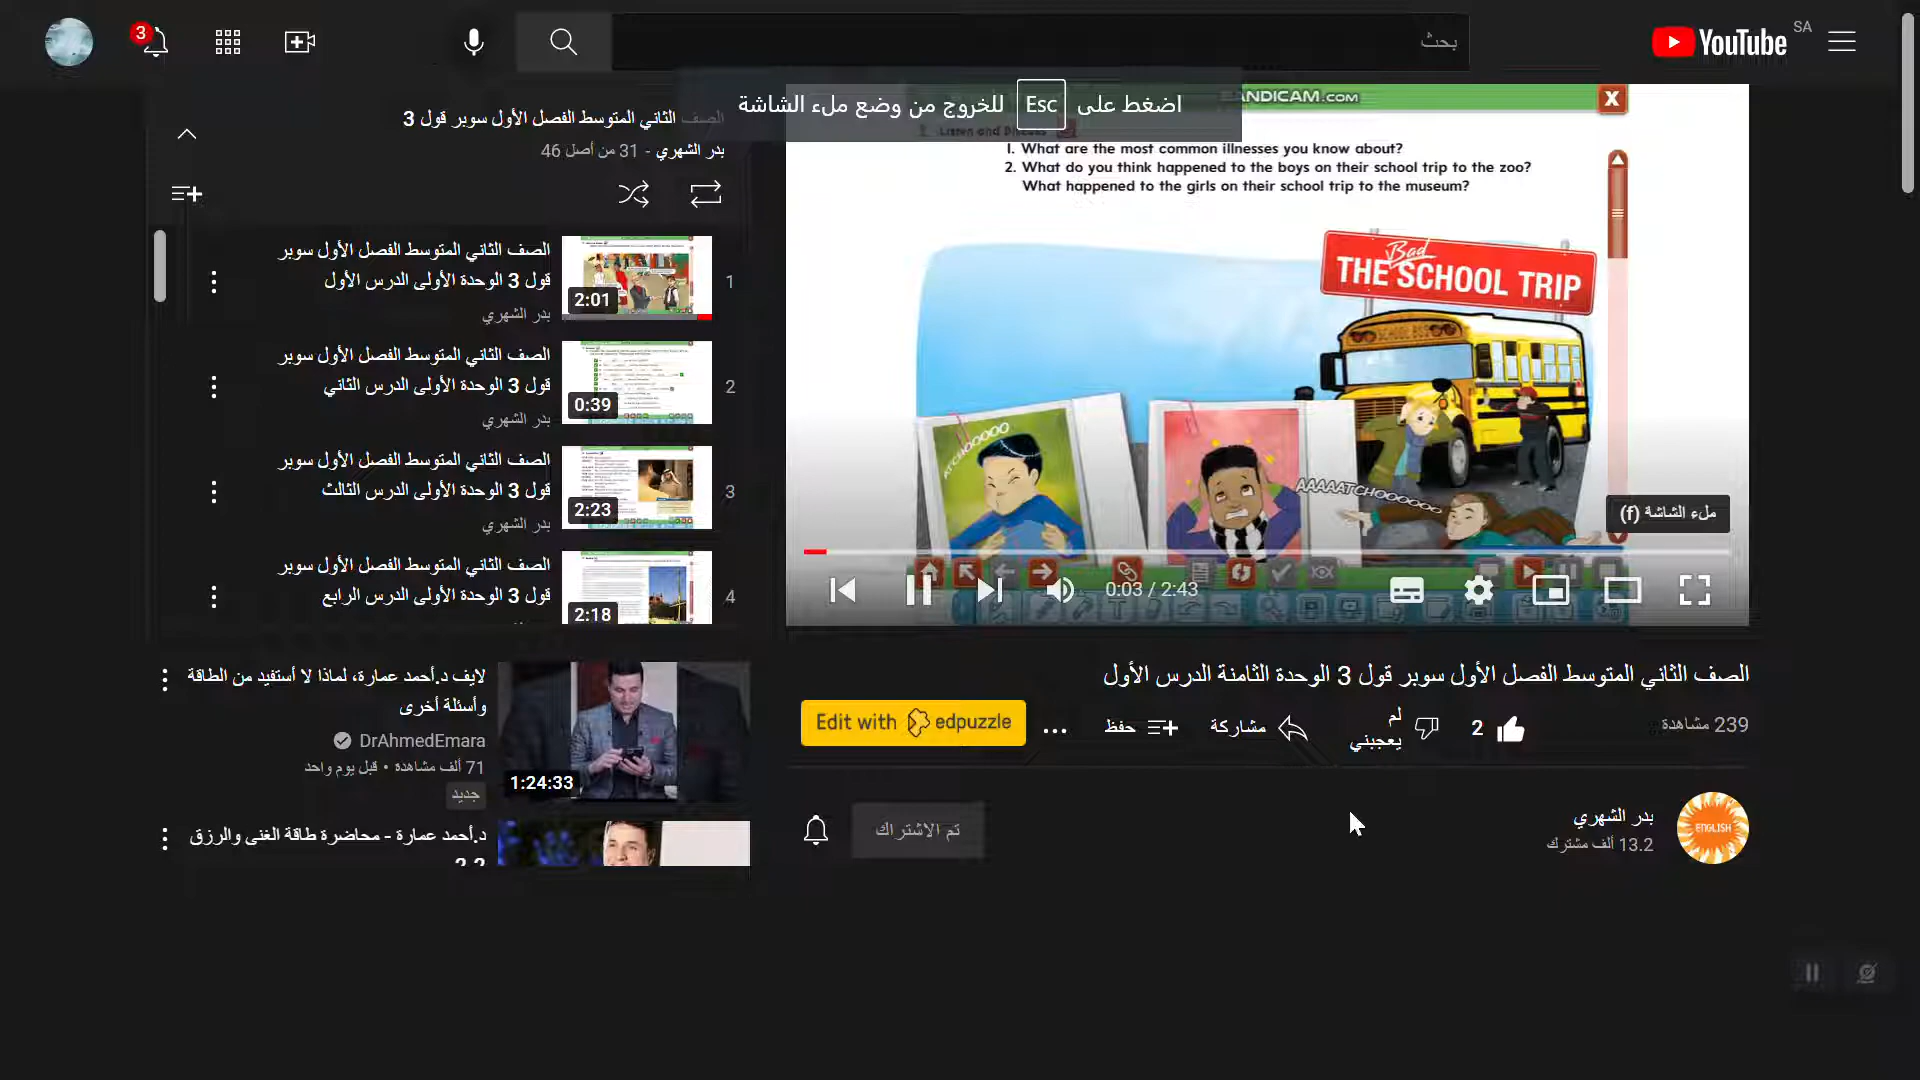 YouTube
SA
بحث
3
اضغط على Esc للخروج من وضع ملء الشاشة
ANDICAM.COM
X
1. What are the most common illnesses you know about?
2. What do you think happened to the boys on their school trip to the zoo?
What happened to the girls on their school trip to the museum?
Bad
THE SCHOOL TRIP
SCHOOL BUS
ATCHOOOOO
AAAAATCHOOOOOO
ملء الشاشة (f)
0:03 / 2:43
الصف الثاني المتوسط الفصل الأول سوبر قول 3 الوحدة الثامنة الدرس الأول
239 مشاهدة
2
لم يعجبني
مشاركة
حفظ
...
Edit with edpuzzle
ENGLISH
بدر الشهري
13.2 ألف مشترك
تم الاشتراك
الصف الثاني المتوسط الفصل الأول سوبر قول 3
بدر الشهري - 31 من أصل 46
1
2:01
الصف الثاني المتوسط الفصل الأول سوبر
قول 3 الوحدة الأولى الدرس الأول
بدر الشهري
2
0:39
الصف الثاني المتوسط الفصل الأول سوبر
قول 3 الوحدة الأولى الدرس الثاني
بدر الشهري
3
2:23
الصف الثاني المتوسط الفصل الأول سوبر
قول 3 الوحدة الأولى الدرس الثالث
بدر الشهري
4
2:18
الصف الثاني المتوسط الفصل الأول سوبر
قول 3 الوحدة الأولى الدرس الرابع
1:24:33
لايف د.أحمد عمارة، لماذا لا أستفيد من الطاقة
وأسئلة أخرى
DrAhmedEmara
71 ألف مشاهدة • قبل يوم واحد
جديد
د.أحمد عمارة - محاضرة طاقة الغنى والرزق